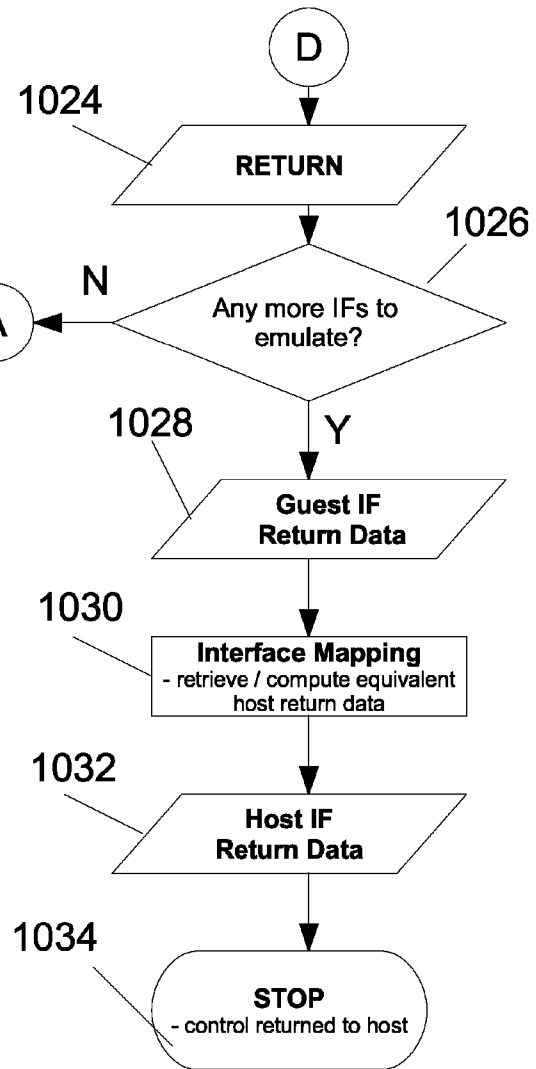 D
1024
RETURN
1026
N
Any more IFs to
emulate?
A
1028
Y
Guest IF
Return Data
1030
Interface Mapping
- retrieve / compute equivalent
host return data
1032
Host IF
Return Data
1034
STOP
- control returned to host